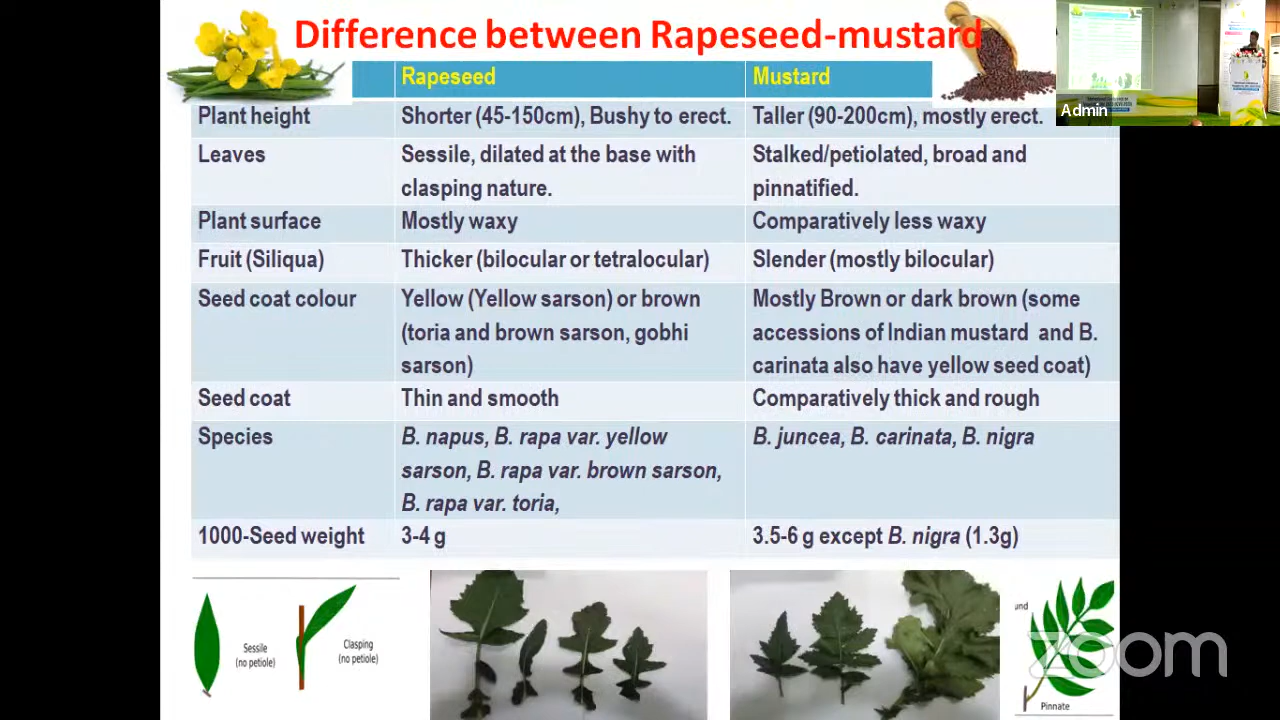 Difference between Rapeseed-mustard
Rapeseed
Mustard
Plant height
Shorter (45-150cm), Bushy to erect.
Taller (90-200cm), mostly erect.
Leaves
Sessile, dilated at the base with
clasping nature.
Stalked/petiolated, broad and
pinnatified.
Plant surface
Mostly waxy
Comparatively less waxy
Fruit (Siliqua)
Thicker (bilocular or tetralocular)
Slender (mostly bilocular)
Seed coat colour
Yellow (Yellow sarson) or brown
(toria and brown sarson, gobhi
sarson)
Mostly Brown or dark brown (some
accessions of Indian mustard and B.
carinata also have yellow seed coat)
Seed coat
Thin and smooth
Comparatively thick and rough
Species
B. napus, B. rapa var. yellow
sarson, B. rapa var. brown sarson,
B. rapa var. toria,
B. juncea, B. carinata, B. nigra
1000-Seed weight
3-4 g
3.5-6 g except B. nigra (1.3g)
Sessile
(no petiole)
Clasping
(no petiole)
und
Pinnate
Admin
zoom